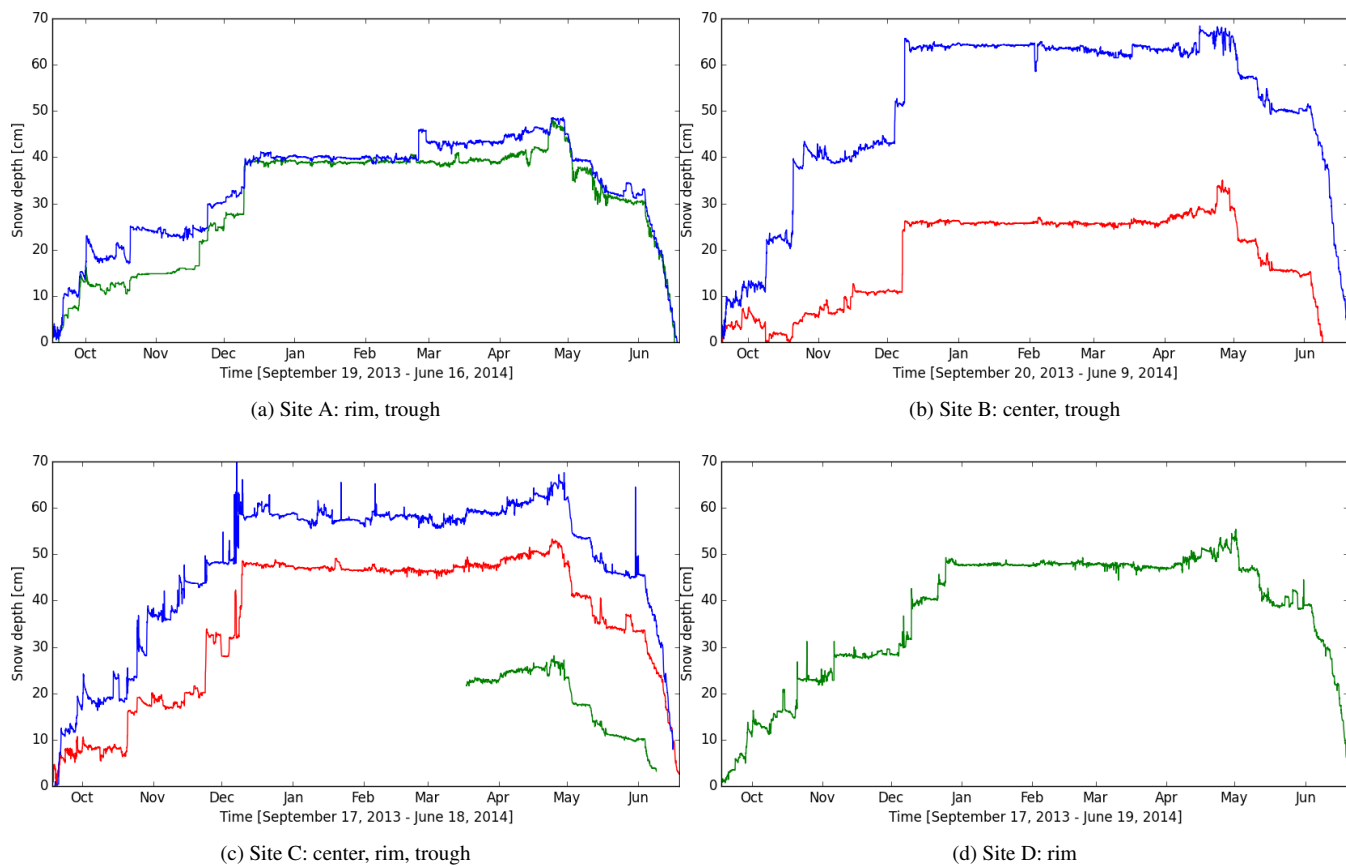 70
60
50
40
30
20
10
0
Snow depth [cm]
Oct Nov Dec Jan Feb Mar Apr May Jun
Time [September 19, 2013 - June 16, 2014]
(a) Site A: rim, trough
70
60
50
40
30
20
10
0
Snow depth [cm]
Oct Nov Dec Jan Feb Mar Apr May Jun
Time [September 20, 2013 - June 9, 2014]
(b) Site B: center, trough
70
60
50
40
30
20
10
0
Snow depth [cm]
Oct Nov Dec Jan Feb Mar Apr May Jun
Time [September 17, 2013 - June 18, 2014]
(c) Site C: center, rim, trough
70
60
50
40
30
20
10
0
Snow depth [cm]
Oct Nov Dec Jan Feb Mar Apr May Jun
Time [September 17, 2013 - June 19, 2014]
(d) Site D: rim